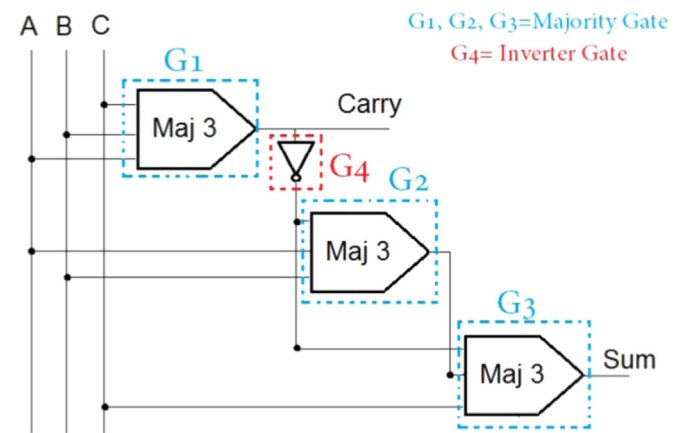 A B C
G1, G2, G3=Majority Gate
G4= Inverter Gate
G1
Maj 3
Carry
G4
G2
Maj 3
G3
Maj 3
Sum